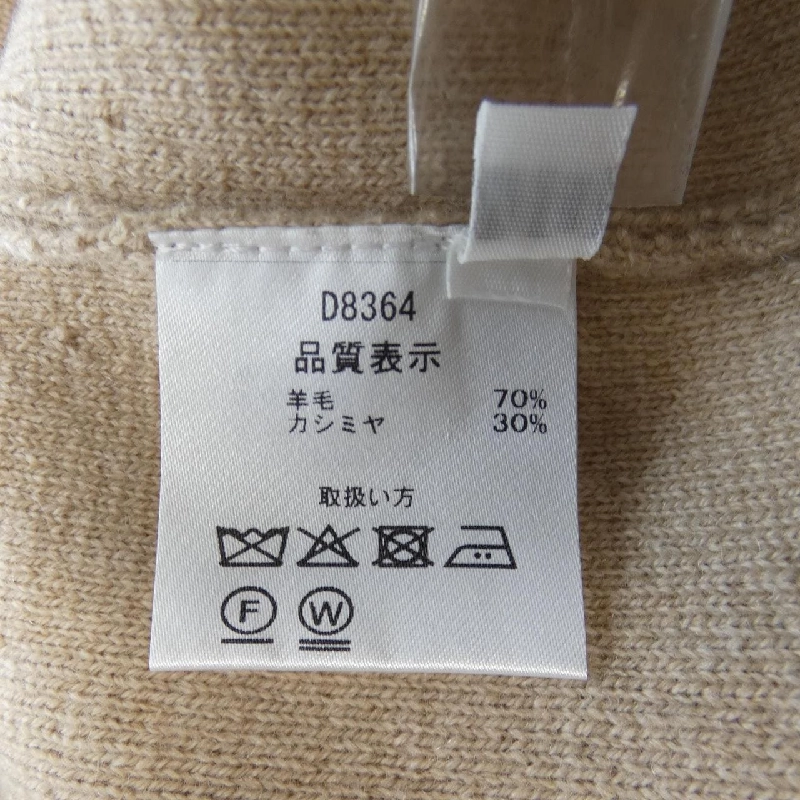 D8364
品質表示
羊毛 70%
カシミヤ 30%
取扱い方
F W